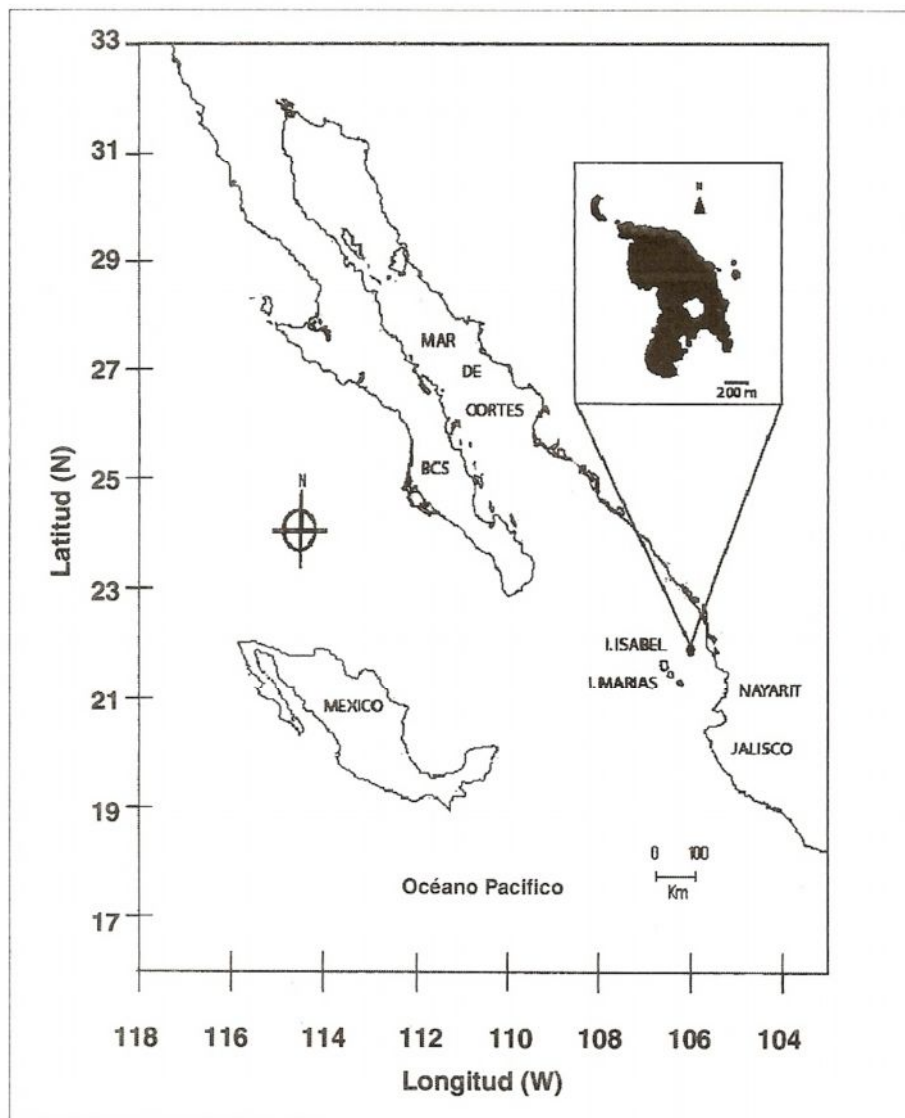 33
31
29
27
25
23
21
19
17
Latitud (N)
N
200 m
MAR
DE
CORTES
BCS
N
I.ISABEL
I.MARIAS
NAYARIT
JALISCO
MEXICO
0 100
Km
Océano Pacifico
118 116 114 112 110 108 106 104
Longitud (W)